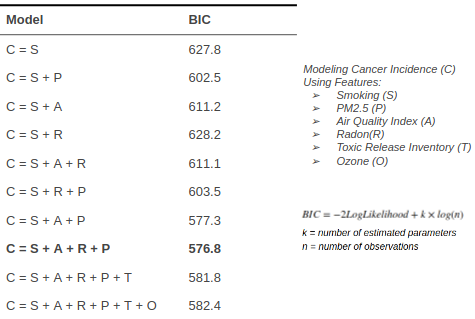 Model BIC
C = S 627.8
C = S + P 602.5
C = S + A 611.2
C = S + R 628.2
C = S + A + R 611.1
C = S + R + P 603.5
C = S + A + P 577.3
C = S + A + R + P 576.8
C = S + A + R + P + T 581.8
C = S + A + R + P + T + O 582.4
Modeling Cancer Incidence (C)
Using Features:
➢ Smoking (S)
➢ PM2.5 (P)
➢ Air Quality Index (A)
➢ Radon(R)
➢ Toxic Release Inventory (T)
➢ Ozone (O)
BIC = −2LogLikelihood + k × log(n)
k = number of estimated parameters
n = number of observations